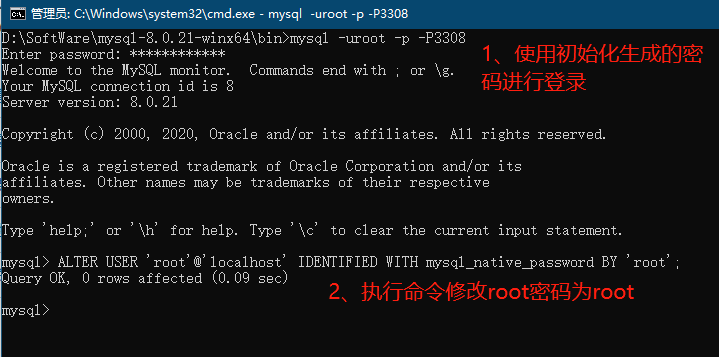 管理员: C:\Windows\system32\cmd.exe - mysql  -uroot -p -P3308
D:\SoftWare\mysql-8.0.21-winx64\bin>mysql -uroot -p -P3308
Enter password: ************
Welcome to the MySQL monitor.  Commands end with ; or \g.
Your MySQL connection id is 8
Server version: 8.0.21
1、使用初始化生成的密
码进行登录
Copyright (c) 2000, 2020, Oracle and/or its affiliates. All rights reserved.
Oracle is a registered trademark of Oracle Corporation and/or its
affiliates. Other names may be trademarks of their respective
owners.
Type 'help;' or '\h' for help. Type '\c' to clear the current input statement.
mysql> ALTER USER 'root'@'localhost' IDENTIFIED WITH mysql_native_password BY 'root';
Query OK, 0 rows affected (0.09 sec)
2、执行命令修改root密码为root
mysql>